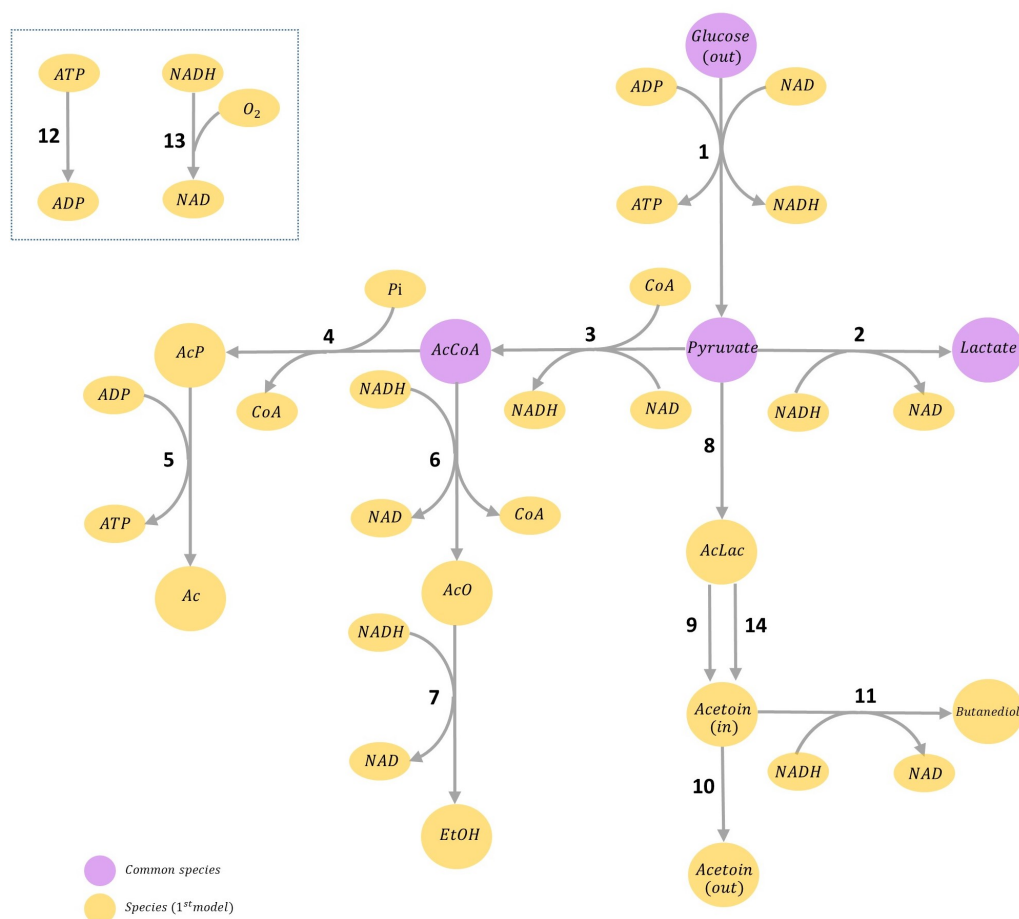 Glucose
(out)
ATP
NADH
ADP
NAD
O2
12
13
1
ADP
NAD
ATP
NADH
Pi
CoA
4
3
2
AcP
AcCoA
Pyruvate
Lactate
ADP
NADH
CoA
NADH
NAD
NADH
NAD
5
6
8
ATP
NAD
CoA
AcLac
Ac
AcO
9
14
NADH
7
11
Acetoin
(in)
Butanediol
NAD
NADH
NAD
10
EtOH
Acetoin
(out)
Common species
Species (1st model)